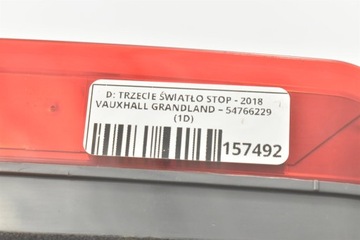 D: TRZECIE ŚWIATŁO STOP - 2018
VAUXHALL GRANDLAND – 54766229
(1D)
157492